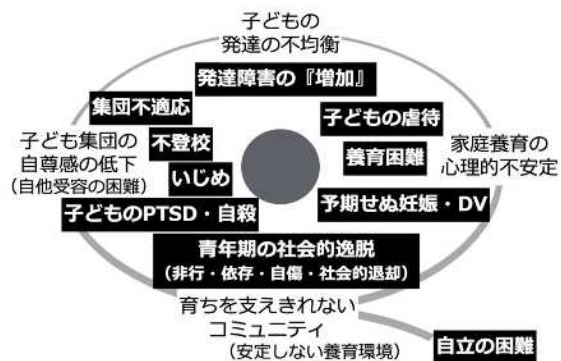 子どもの
発達の不均衡
発達障害の『増加』
集団不適応
子どもの虐待
子ども集団の
自尊感の低下
(自他受容の困難)
不登校
養育困難
家庭養育の
心理的不安定
いじめ
子どものPTSD・自殺
予期せぬ妊娠・DV
青年期の社会的逸脱
(非行・依存・自傷・社会的退却)
育ちを支えきれない
コミュニティ
(安定しない養育環境)
自立の困難